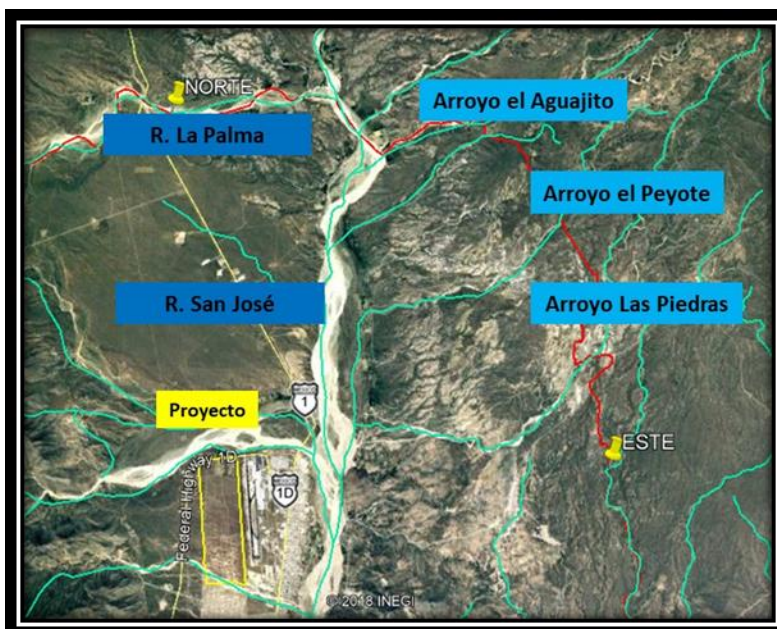 NORTE
Arroyo el Aguajito
R. La Palma
Arroyo el Peyote
R. San José
Arroyo Las Piedras
Proyecto
1
ESTE
Federal Highway 1D
1D
© 2018 INEGI